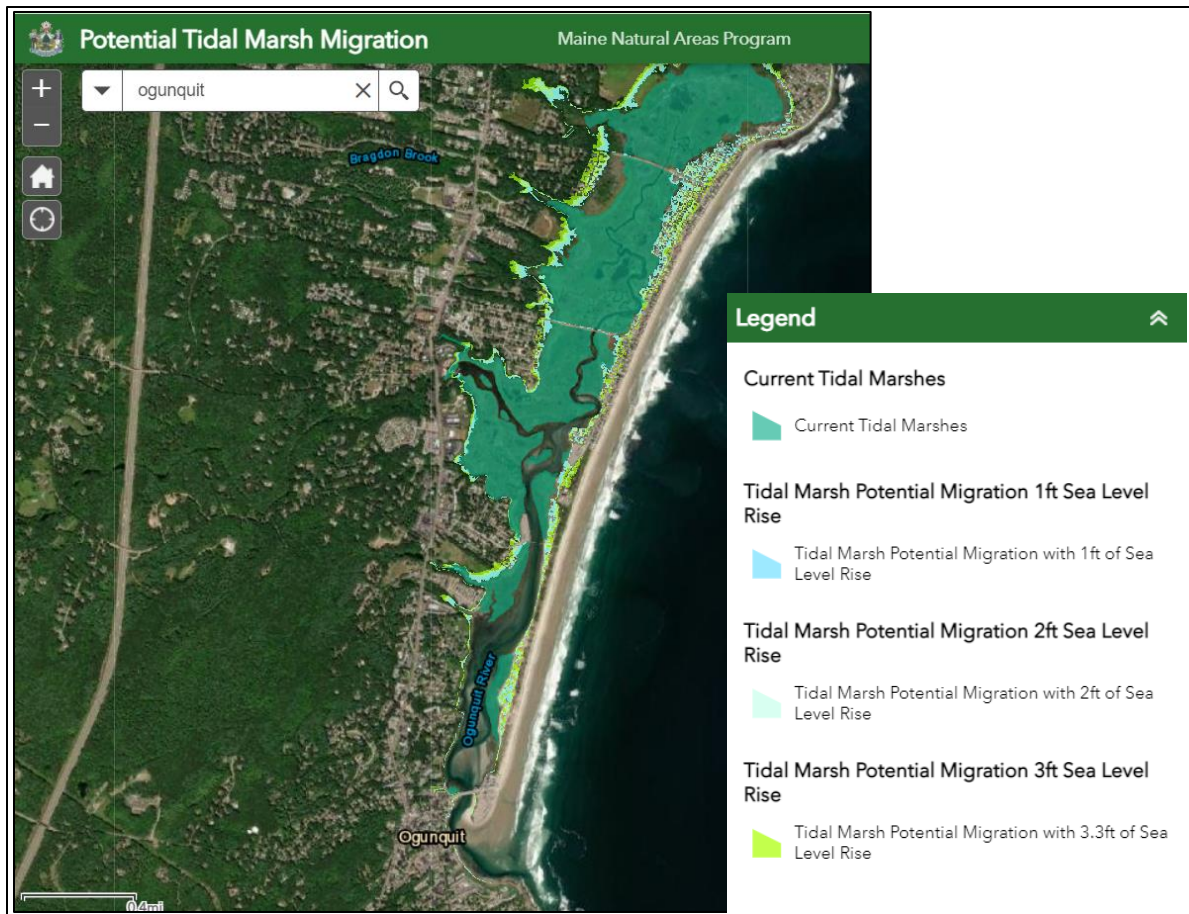 Potential Tidal Marsh Migration
Maine Natural Areas Program
+
ogunquit
−
Bragdon Brook
Ogunquit River
Ogunquit
0.4mi
Legend
Current Tidal Marshes
Current Tidal Marshes
Tidal Marsh Potential Migration 1ft Sea Level
Rise
Tidal Marsh Potential Migration with 1ft of Sea
Level Rise
Tidal Marsh Potential Migration 2ft Sea Level
Rise
Tidal Marsh Potential Migration with 2ft of Sea
Level Rise
Tidal Marsh Potential Migration 3ft Sea Level
Rise
Tidal Marsh Potential Migration with 3.3ft of Sea
Level Rise